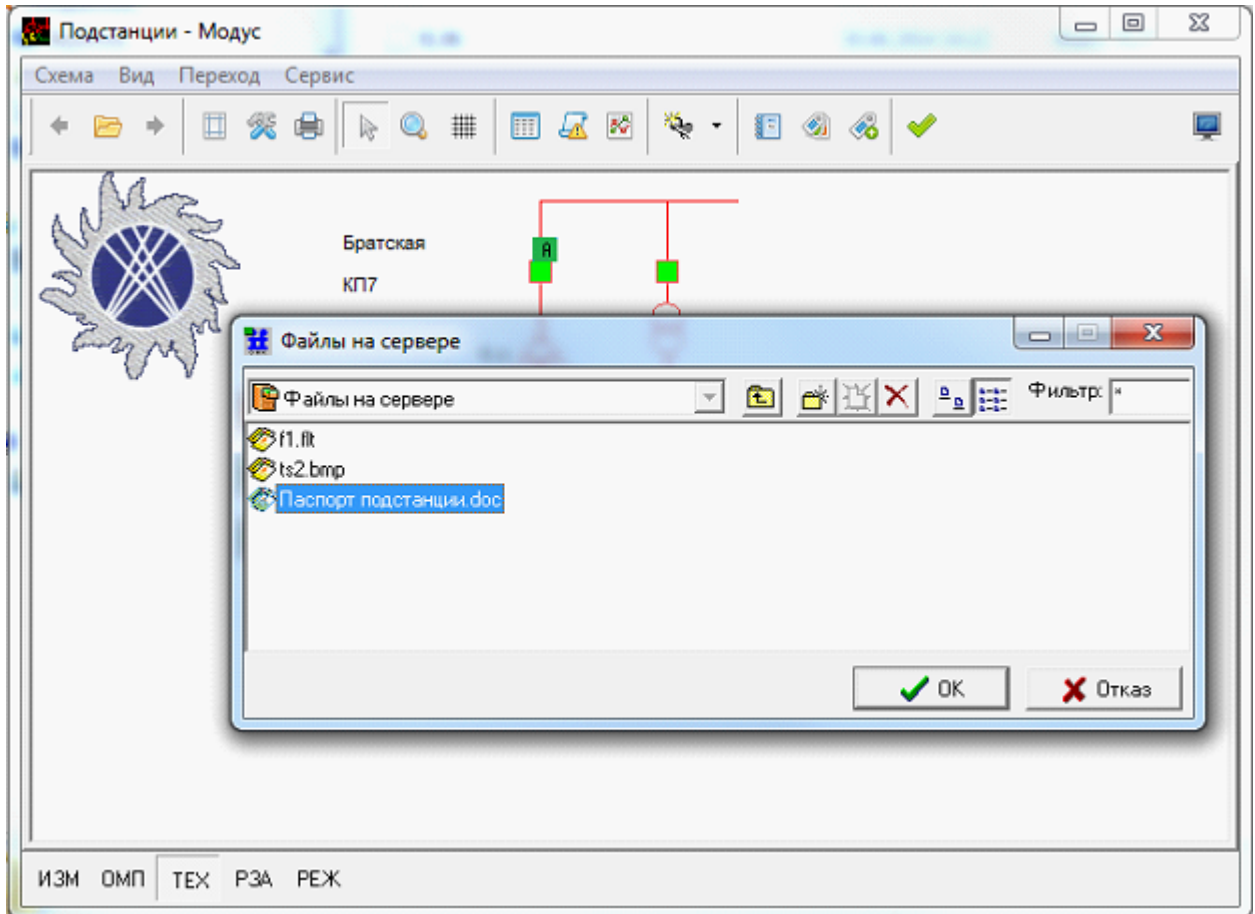 Подстанции - Модус
Схема Вид Переход Сервис
Братская
A
КП7
Файлы на сервере
Файлы на сервере Фильтр: *
f1.flt
ts2.bmp
Паспорт подстанции.doc
OK Отказ
ИЗМ ОМП ТЕХ РЗА РЕЖ